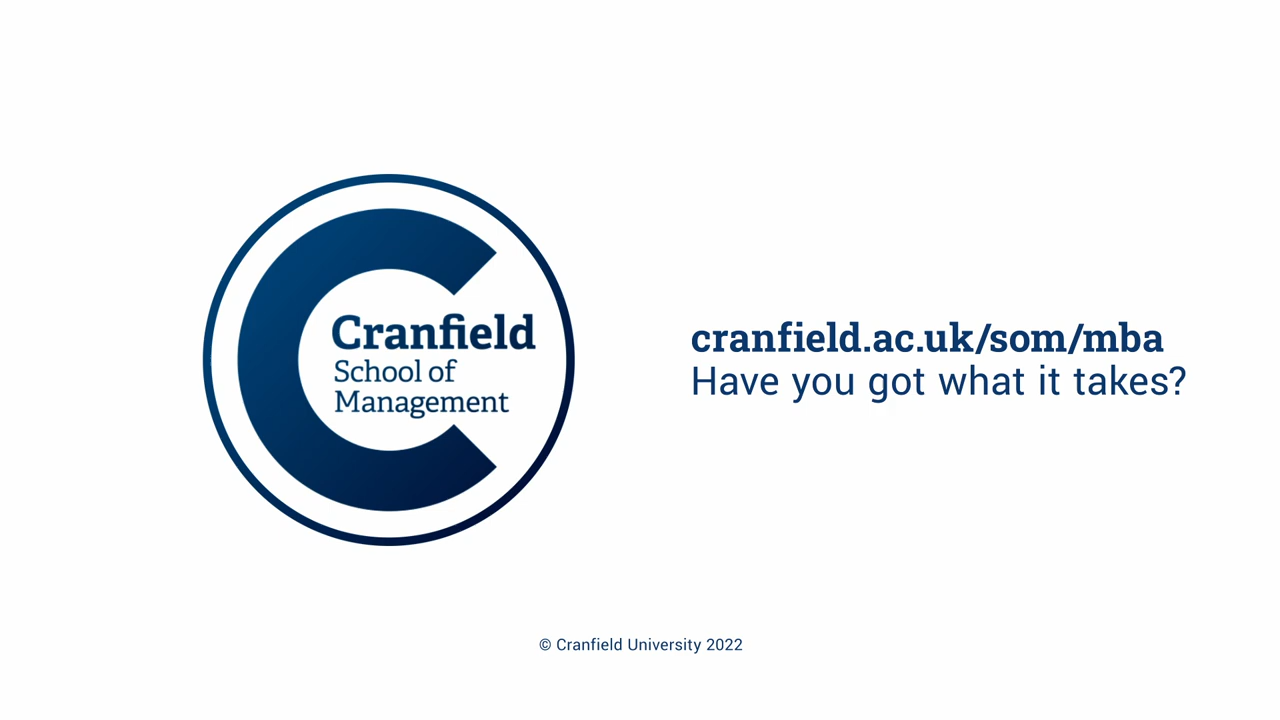 Cranfield
School of
Management
cranfield.ac.uk/som/mba
Have you got what it takes?
© Cranfield University 2022